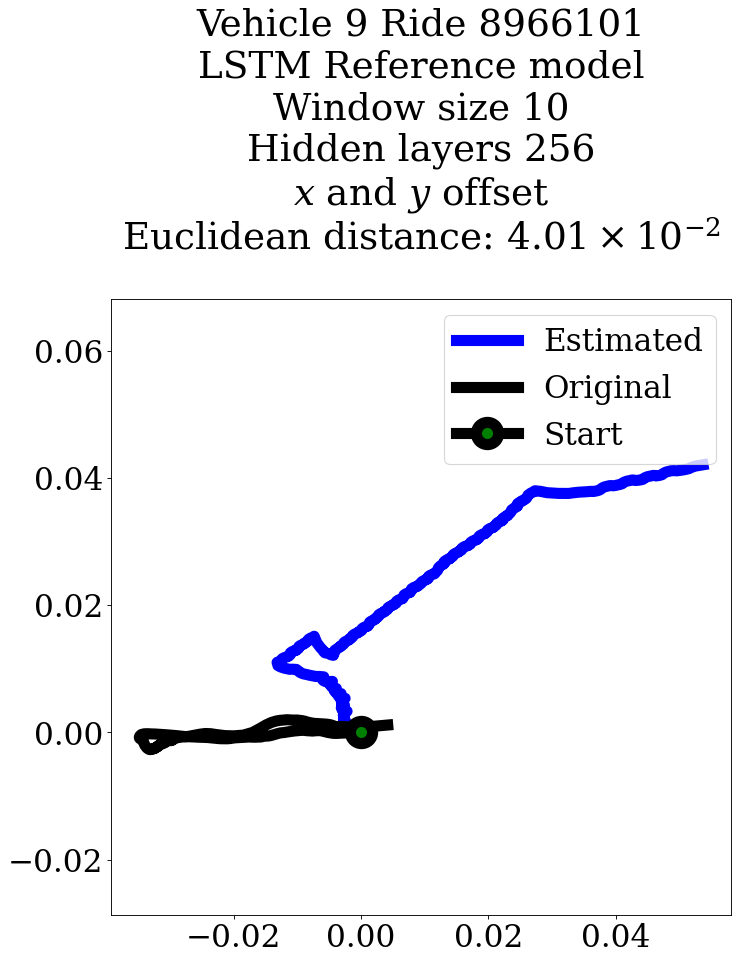 Vehicle 9 Ride 8966101
LSTM Reference model
Window size 10
Hidden layers 256
x and y offset
Euclidean distance: 4.01 × 10⁻²
Estimated
Original
Start
0.06
0.04
0.02
0.00
−0.02
−0.02 0.00 0.02 0.04